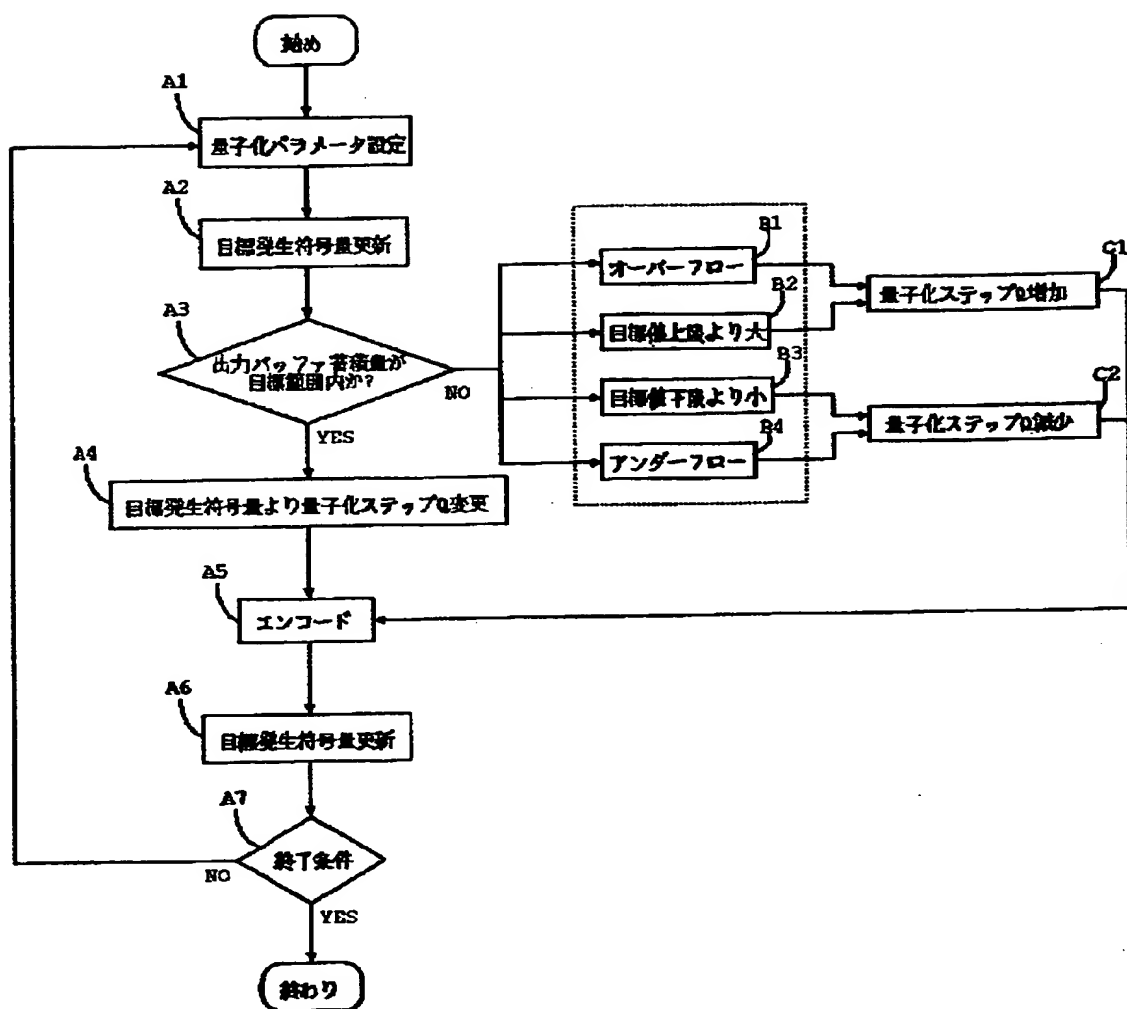 始め
A1
量子化パラメータ設定
A2
目標発生符号量更新
A3
出力バッファ蓄積量が
目標範囲内か?
NO
YES
B1
オーバーフロー
B2
目標値上限より大
B3
目標値下限より小
B4
アンダーフロー
C1
量子化ステップQ増加
C2
量子化ステップQ減少
A4
目標発生符号量より量子化ステップQ変更
A5
エンコード
A6
目標発生符号量更新
A7
終了条件
NO
YES
終わり